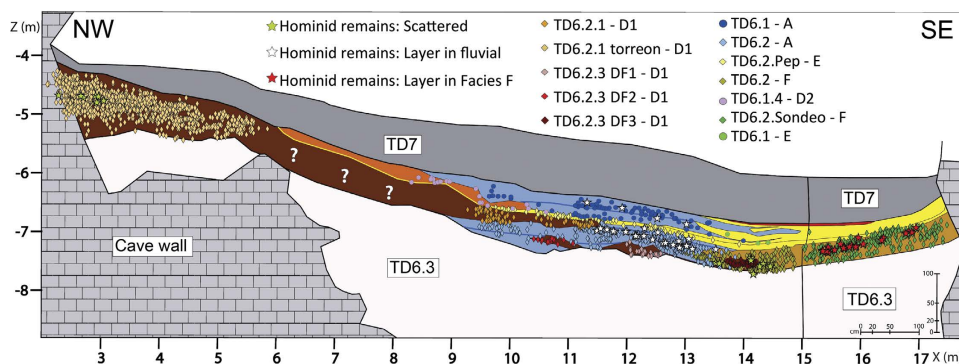 Z (m)
NW
SE
Hominid remains: Scattered
Hominid remains: Layer in fluvial
Hominid remains: Layer in Facies F
TD6.2.1 - D1
TD6.2.1 torreon - D1
TD6.2.3 DF1 - D1
TD6.2.3 DF2 - D1
TD6.2.3 DF3 - D1
TD6.1 - A
TD6.2 - A
TD6.2.Pep - E
TD6.2 - F
TD6.1.4 - D2
TD6.2.Sondeo - F
TD6.1 - E
-4
-5
-6
-7
-8
TD7
? ? ?
TD7
Cave wall
TD6.3
TD6.3
100
50
20
0
cm 0 20 50 100
3 4 5 6 7 8 9 10 11 12 13 14 15 16 17 X (m)